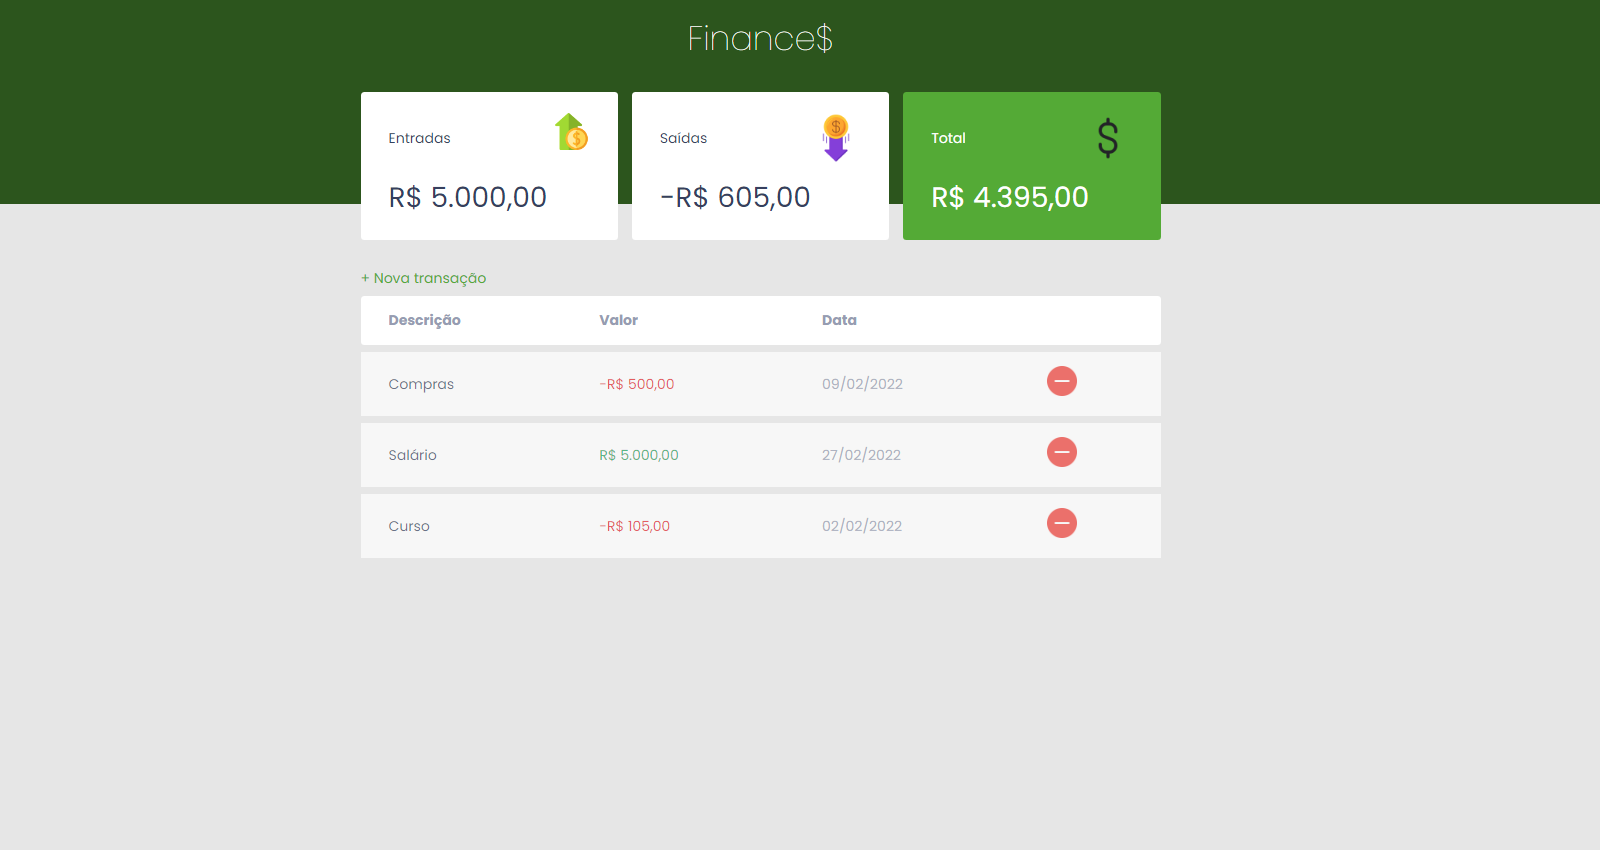 Finance$
Entradas
R$ 5.000,00
Saídas
-R$ 605,00
Total
R$ 4.395,00
+ Nova transação
Descrição Valor Data
Compras -R$ 500,00 09/02/2022
Salário R$ 5.000,00 27/02/2022
Curso -R$ 105,00 02/02/2022